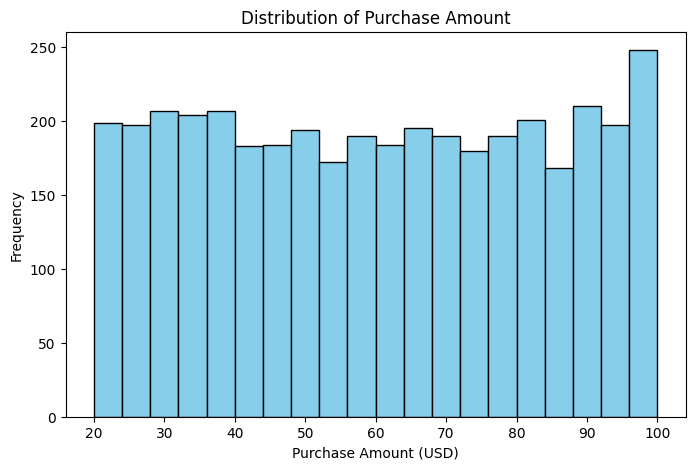 Distribution of Purchase Amount
Frequency
250
200
150
100
50
0
20 30 40 50 60 70 80 90 100
Purchase Amount (USD)